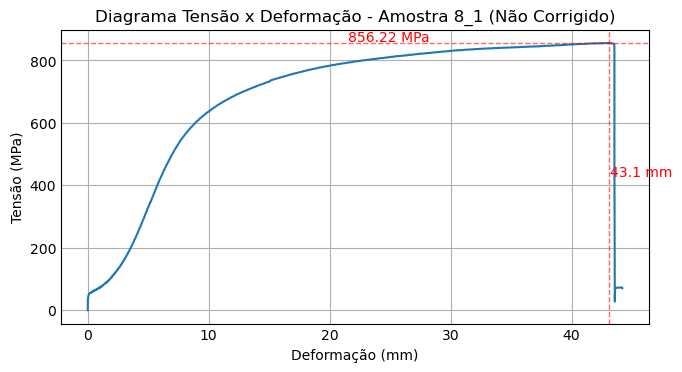 Diagrama Tensão x Deformação - Amostra 8_1 (Não Corrigido)
856.22 MPa
800
600
400
200
0
Tensão (MPa)
43.1 mm
0 10 20 30 40
Deformação (mm)